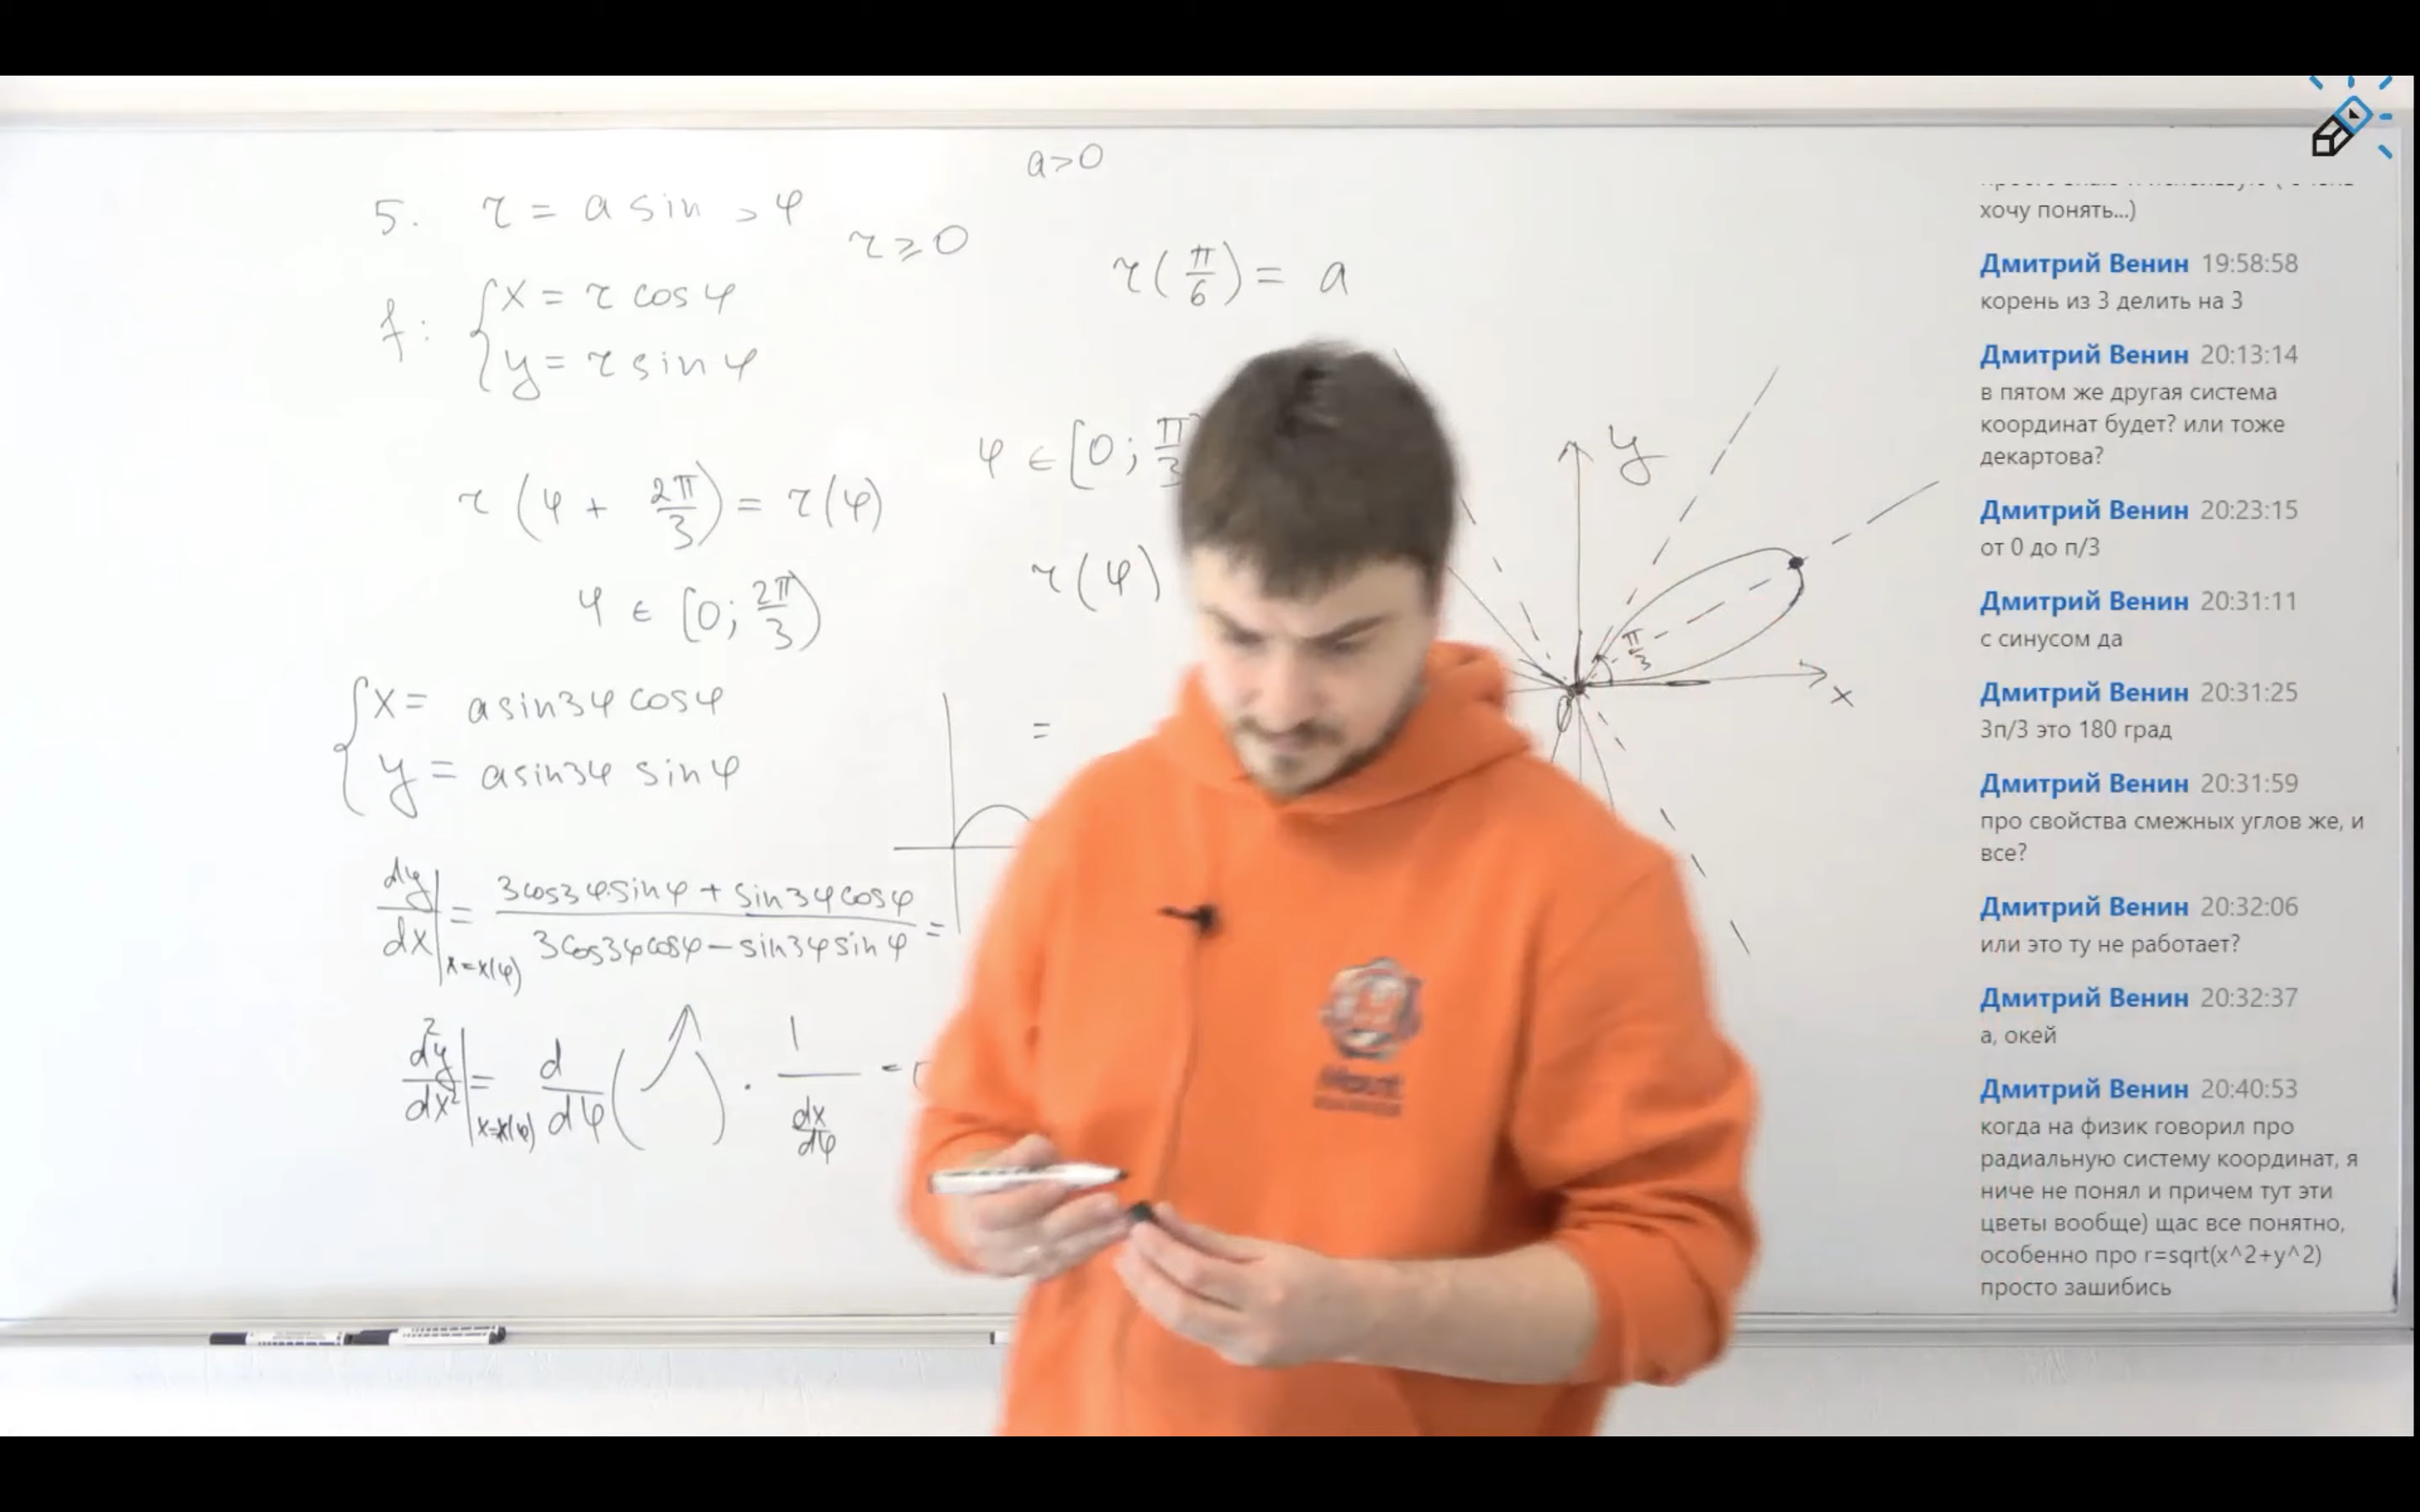 a>0
5. r = a sin 3φ
r ≥ 0
f: { x = r cos φ
y = r sin φ
r(π/6) = a
r(φ + 2π/3) = r(φ)
φ ∈ [0; π/3
φ ∈ [0; 2π/3)
r(φ)
=
{ x = a sin3φ cosφ
y = a sin3φ sinφ
dy/dx |x=x(φ) = (3cos3φ·sinφ + sin3φcosφ)/(3cos3φcosφ − sin3φsinφ) =
d²y/dx² |x=x(φ) = d/dφ ( ) · 1/(dx/dφ) =
y
π/3
0
x
хочу понять...)
Дмитрий Венин 19:58:58
корень из 3 делить на 3
Дмитрий Венин 20:13:14
в пятом же другая система
координат будет? или тоже
декартова?
Дмитрий Венин 20:23:15
от 0 до п/3
Дмитрий Венин 20:31:11
с синусом да
Дмитрий Венин 20:31:25
3п/3 это 180 град
Дмитрий Венин 20:31:59
про свойства смежных углов же, и
все?
Дмитрий Венин 20:32:06
или это ту не работает?
Дмитрий Венин 20:32:37
а, окей
Дмитрий Венин 20:40:53
когда на физик говорил про
радиальную систему координат, я
ниче не понял и причем тут эти
цветы вообще) щас все понятно,
особенно про r=sqrt(x^2+y^2)
просто зашибись